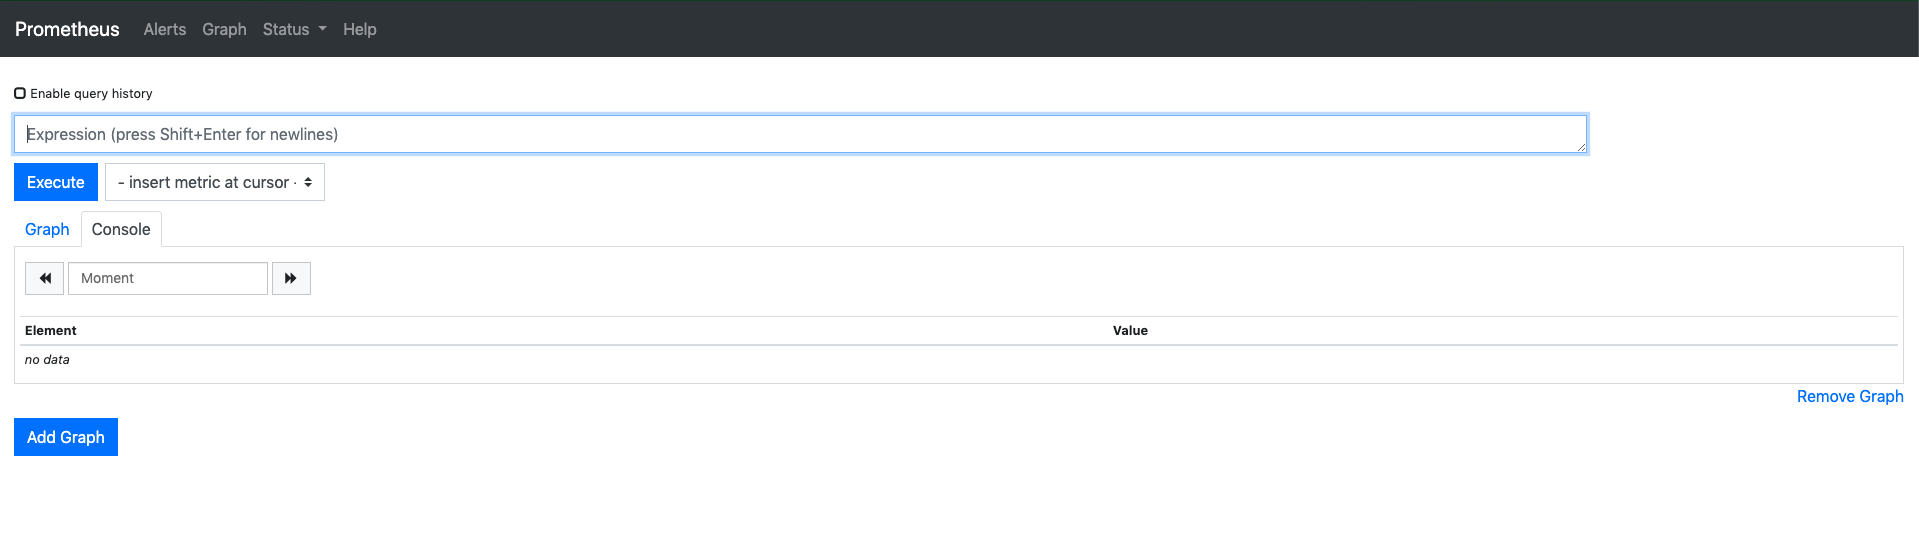 Prometheus Alerts Graph Status Help
Enable query history
Expression (press Shift+Enter for newlines)
Execute - insert metric at cursor -
Graph Console
Moment
Element Value
no data
Remove Graph
Add Graph